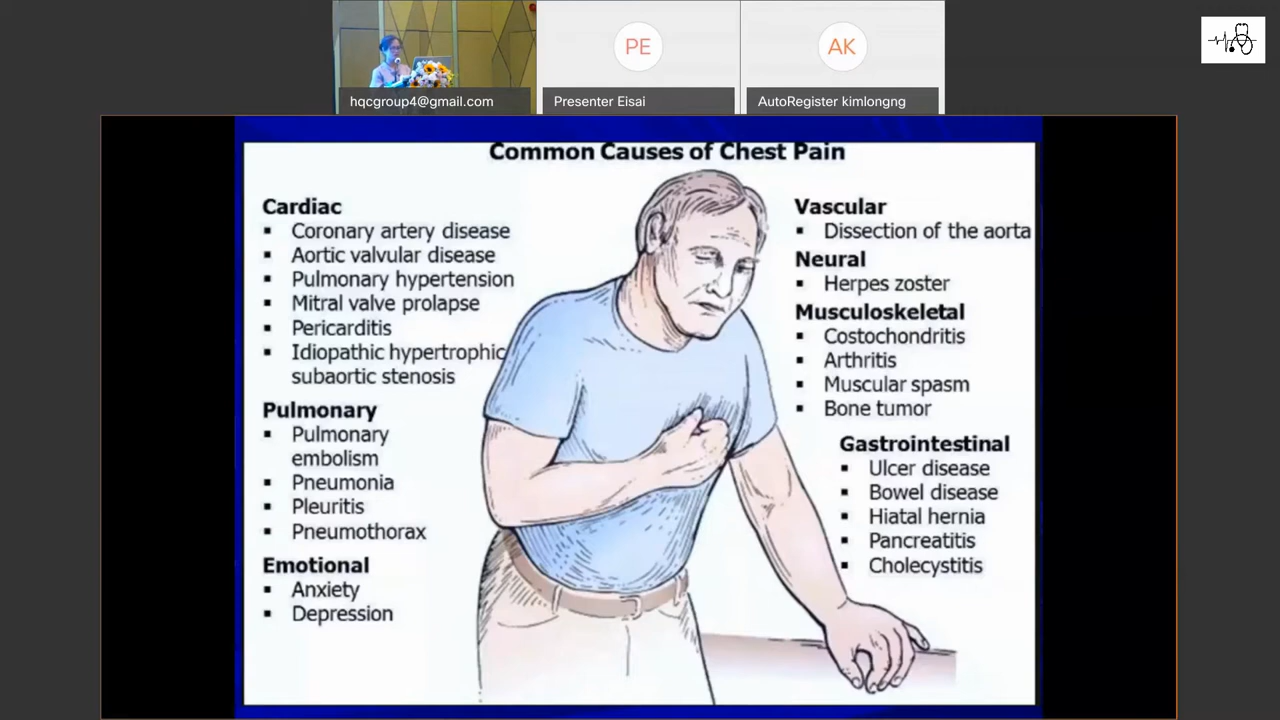 hqcgroup4@gmail.com
Presenter Eisai
AutoRegister kimlongng
PE
AK
Common Causes of Chest Pain
Cardiac
▪ Coronary artery disease
▪ Aortic valvular disease
▪ Pulmonary hypertension
▪ Mitral valve prolapse
▪ Pericarditis
▪ Idiopathic hypertrophic
subaortic stenosis
Pulmonary
▪ Pulmonary
embolism
▪ Pneumonia
▪ Pleuritis
▪ Pneumothorax
Emotional
▪ Anxiety
▪ Depression
Vascular
▪ Dissection of the aorta
Neural
▪ Herpes zoster
Musculoskeletal
▪ Costochondritis
▪ Arthritis
▪ Muscular spasm
▪ Bone tumor
Gastrointestinal
▪ Ulcer disease
▪ Bowel disease
▪ Hiatal hernia
▪ Pancreatitis
▪ Cholecystitis